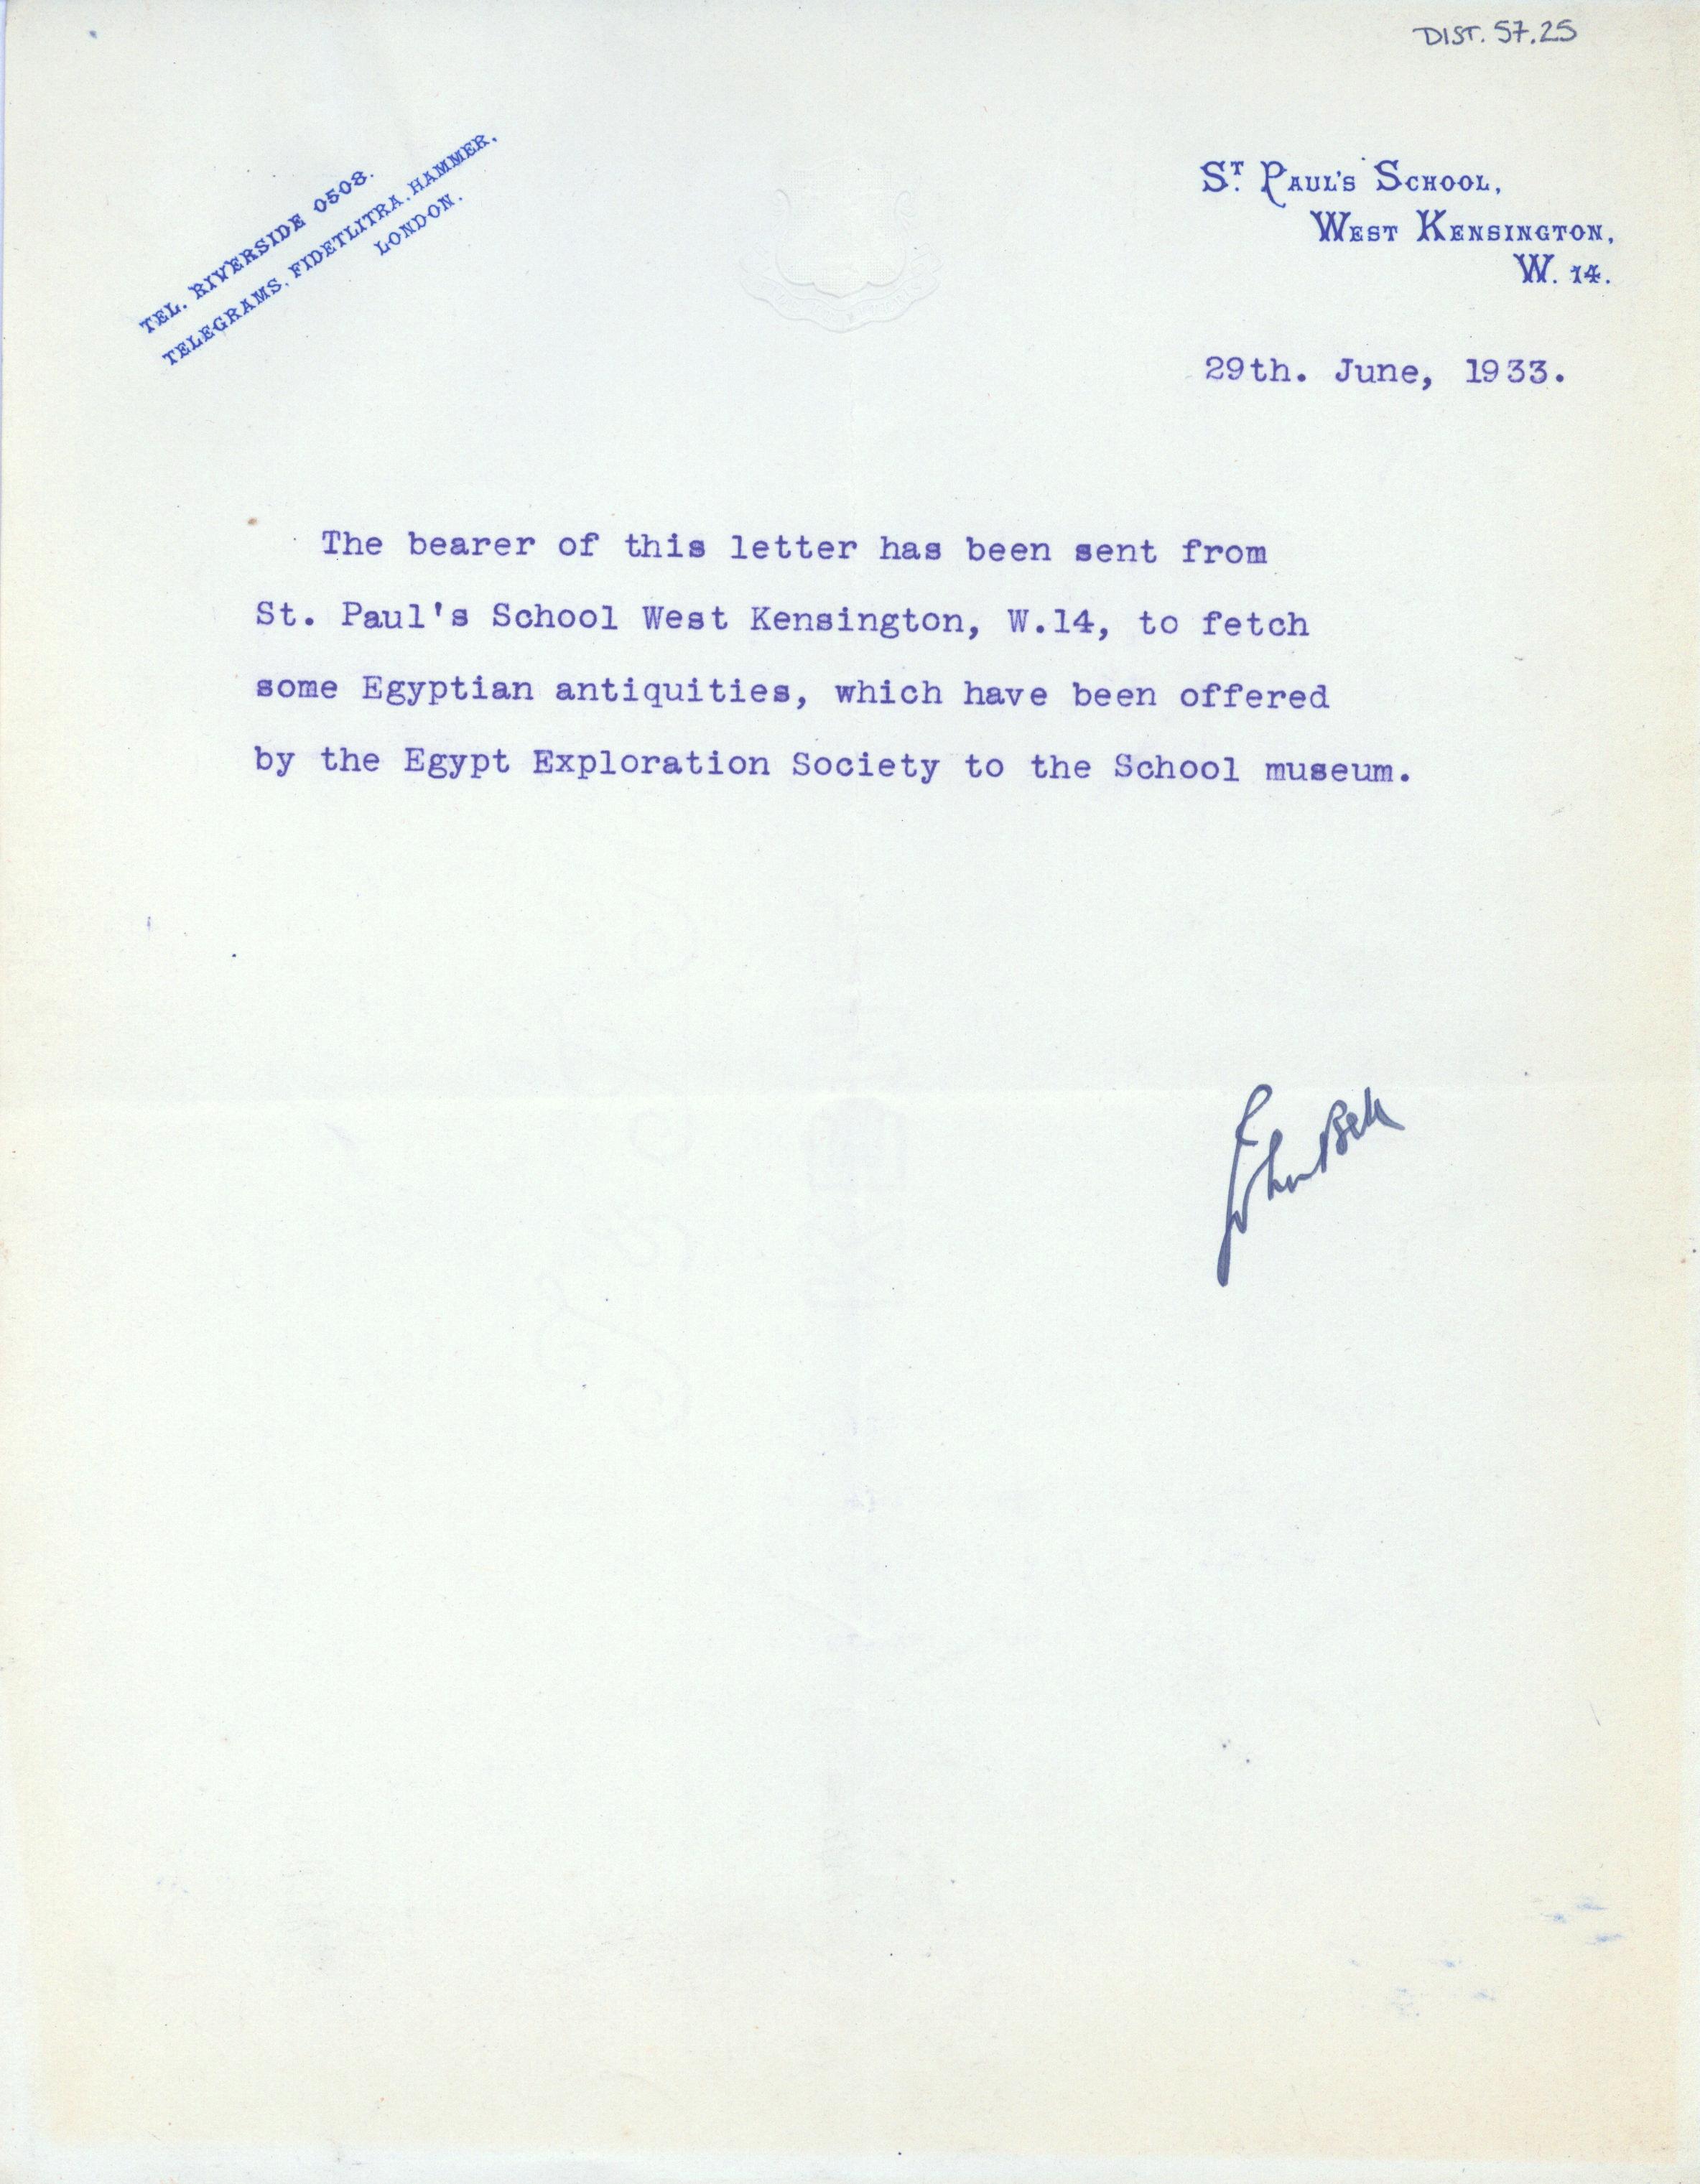 DIST. 57.25
TEL. RIVERSIDE 0508.
TELEGRAMS. FIDETLITRA. HAMMER.
LONDON.
ST. PAUL'S SCHOOL,
WEST KENSINGTON,
W. 14.
29th. June, 1933.
The bearer of this letter has been sent from
St. Paul's School West Kensington, W.14, to fetch
some Egyptian antiquities, which have been offered
by the Egypt Exploration Society to the School museum.
John Bell